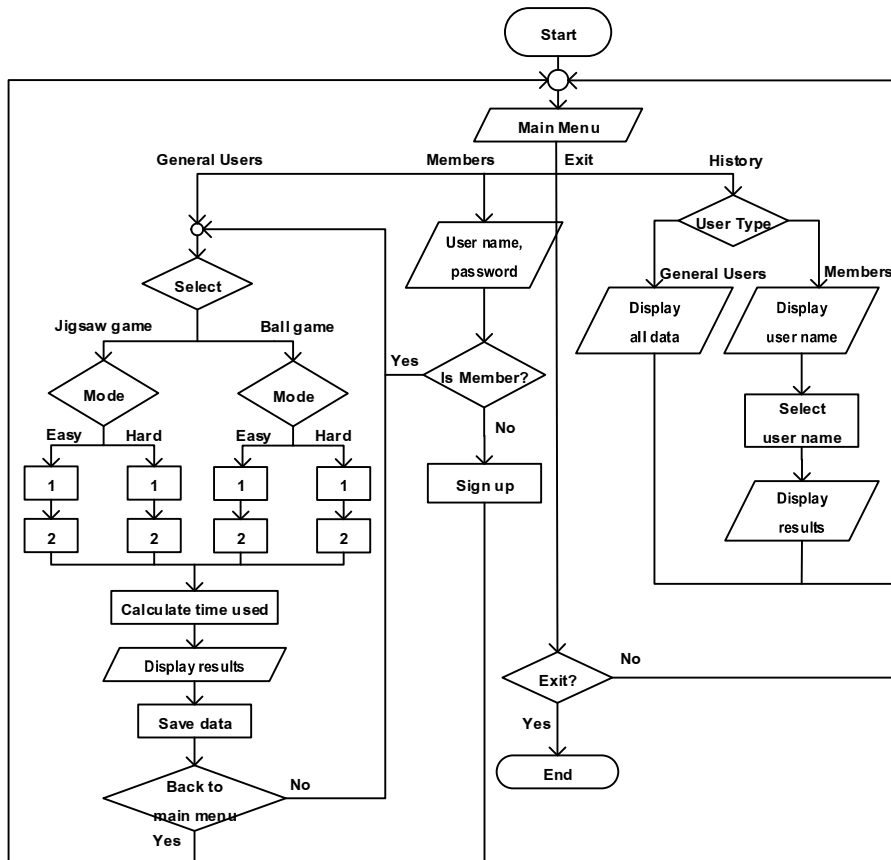 Start
Main Menu
General Users
Members
Exit
History
Select
User name,
password
User Type
General Users
Members
Jigsaw game
Ball game
Display
all data
Display
user name
Yes
Is Member?
Mode
Mode
No
Select
user name
Easy
Hard
Easy
Hard
1
1
1
1
Sign up
2
2
2
2
Display
results
Calculate time used
Display results
Exit?
No
Save data
Yes
Back to
main menu
No
End
Yes